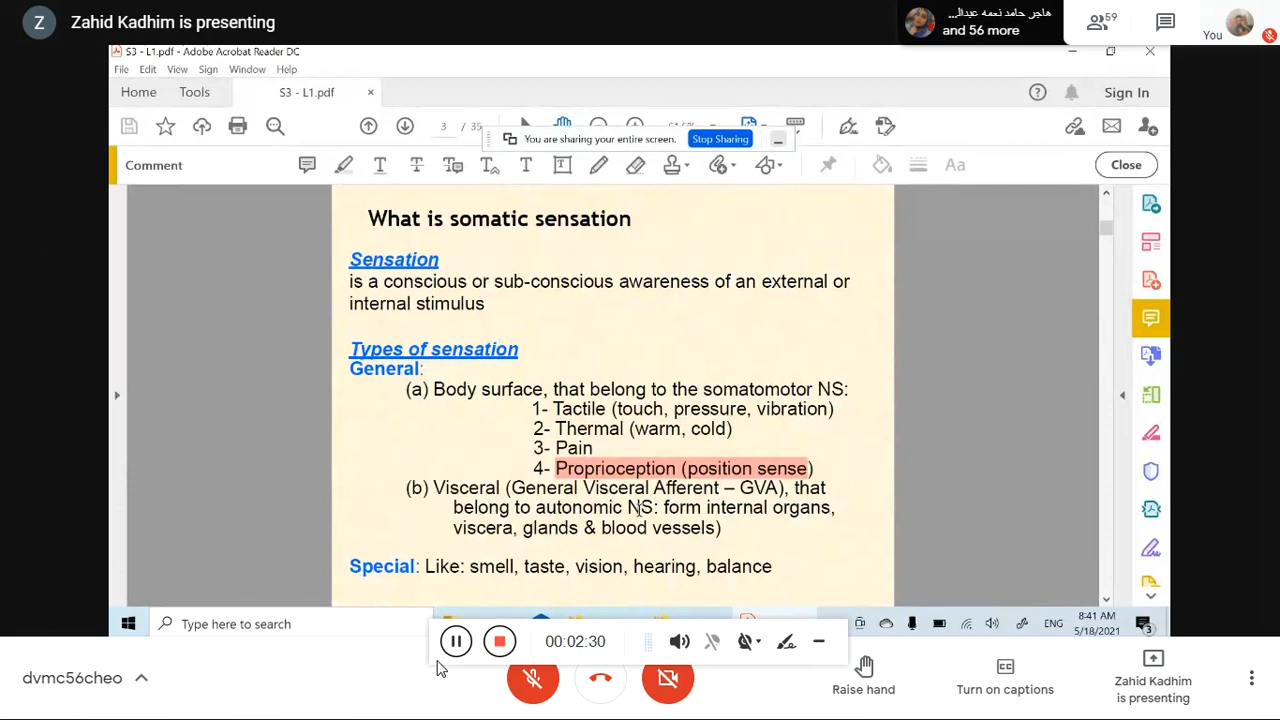 Z Zahid Kadhim is presenting
هاجر حامد نعمه عبدال...
and 56 more
59
You
S3 - L1.pdf - Adobe Acrobat Reader DC
File Edit View Sign Window Help
Home Tools S3 - L1.pdf × Sign In
3 / 35
You are sharing your entire screen. Stop Sharing
Comment Close
What is somatic sensation
Sensation
is a conscious or sub-conscious awareness of an external or
internal stimulus
Types of sensation
General:
(a) Body surface, that belong to the somatomotor NS:
1- Tactile (touch, pressure, vibration)
2- Thermal (warm, cold)
3- Pain
4- Proprioception (position sense)
(b) Visceral (General Visceral Afferent – GVA), that
belong to autonomic NS: form internal organs,
viscera, glands & blood vessels)
Special: Like: smell, taste, vision, hearing, balance
Type here to search
ENG
8:41 AM
5/18/2021
3
00:02:30
dvmc56cheo
Raise hand
Turn on captions
Zahid Kadhim
is presenting